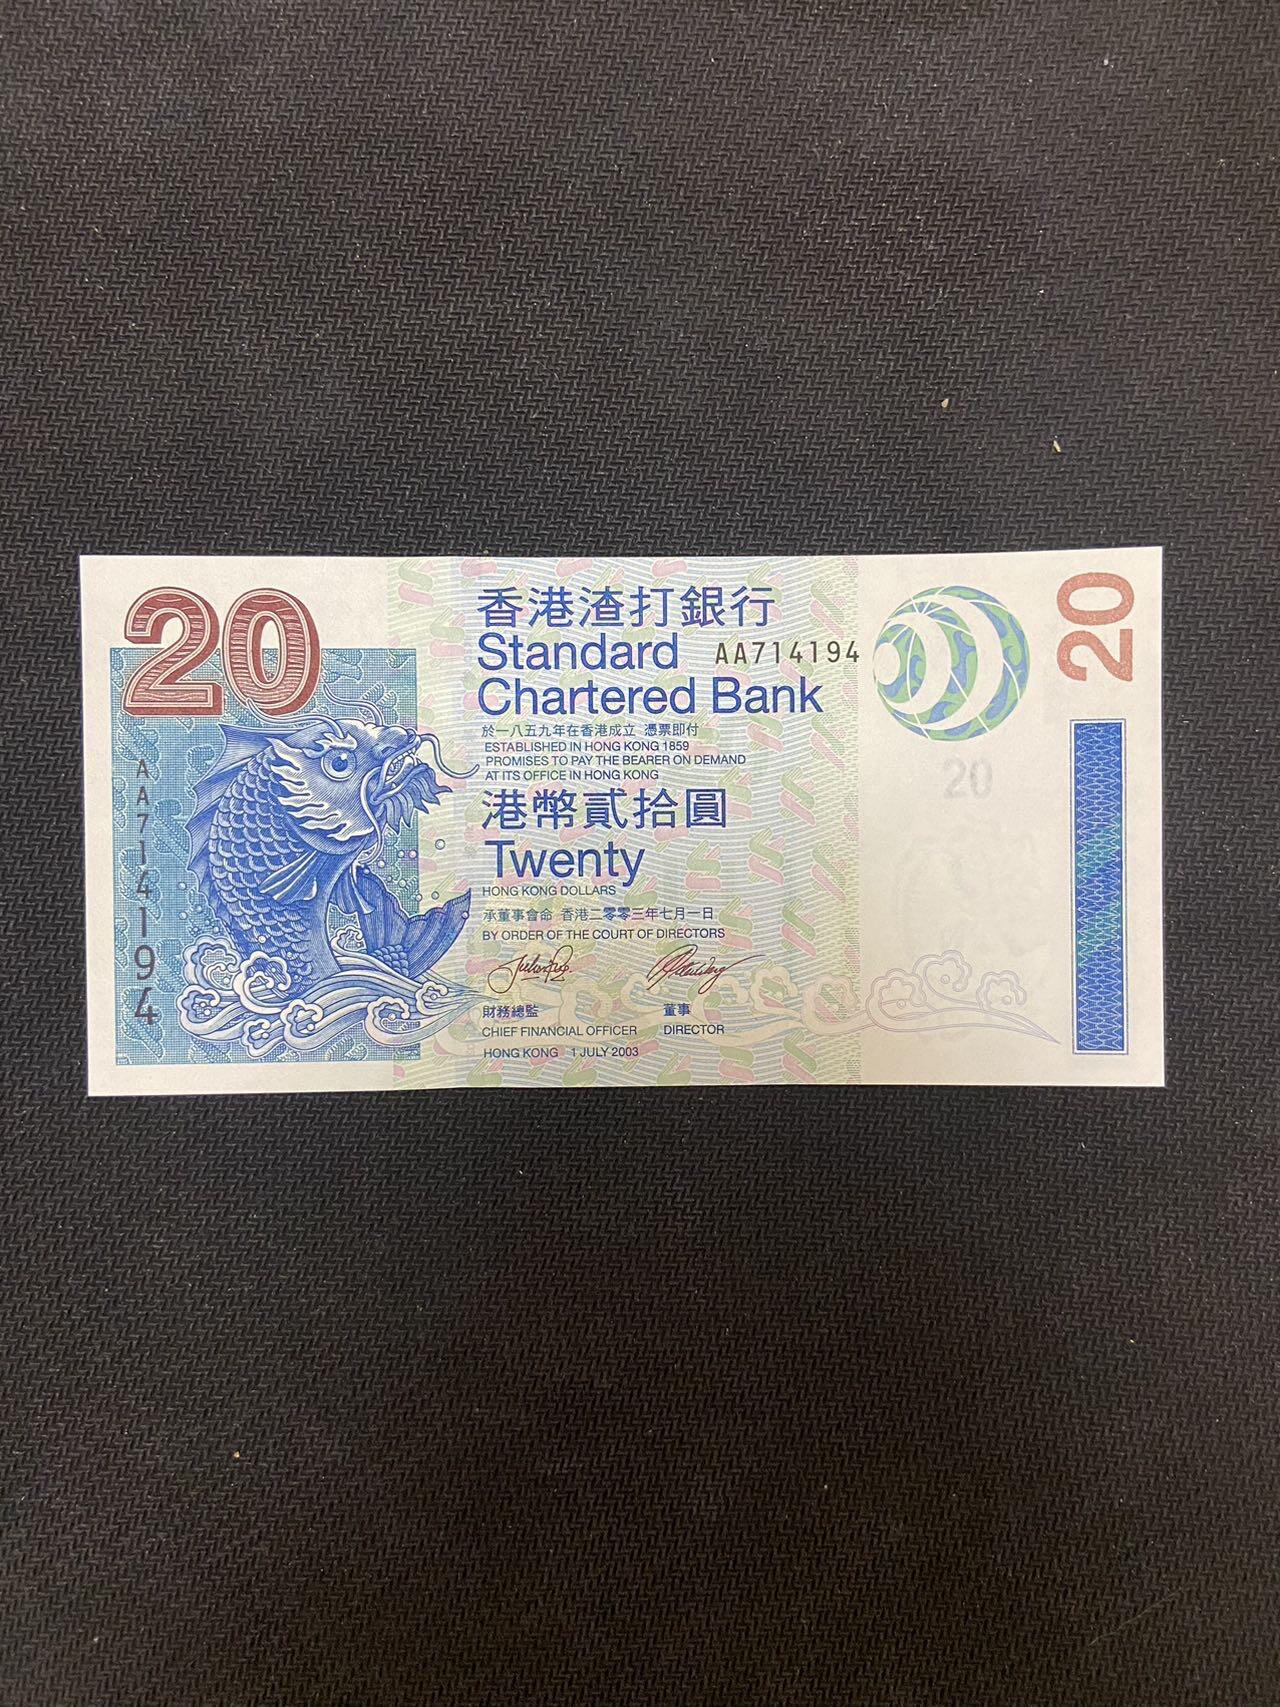 20
香港渣打銀行
Standard
Chartered Bank
AA714194
20
於一八五九年在香港成立 憑票即付
ESTABLISHED IN HONG KONG 1859
PROMISES TO PAY THE BEARER ON DEMAND
AT ITS OFFICE IN HONG KONG
20
港幣貳拾圓
Twenty
HONG KONG DOLLARS
AA714194
承董事會命 香港二零零三年七月一日
BY ORDER OF THE COURT OF DIRECTORS
財務總監 董事
CHIEF FINANCIAL OFFICER DIRECTOR
HONG KONG 1 JULY 2003